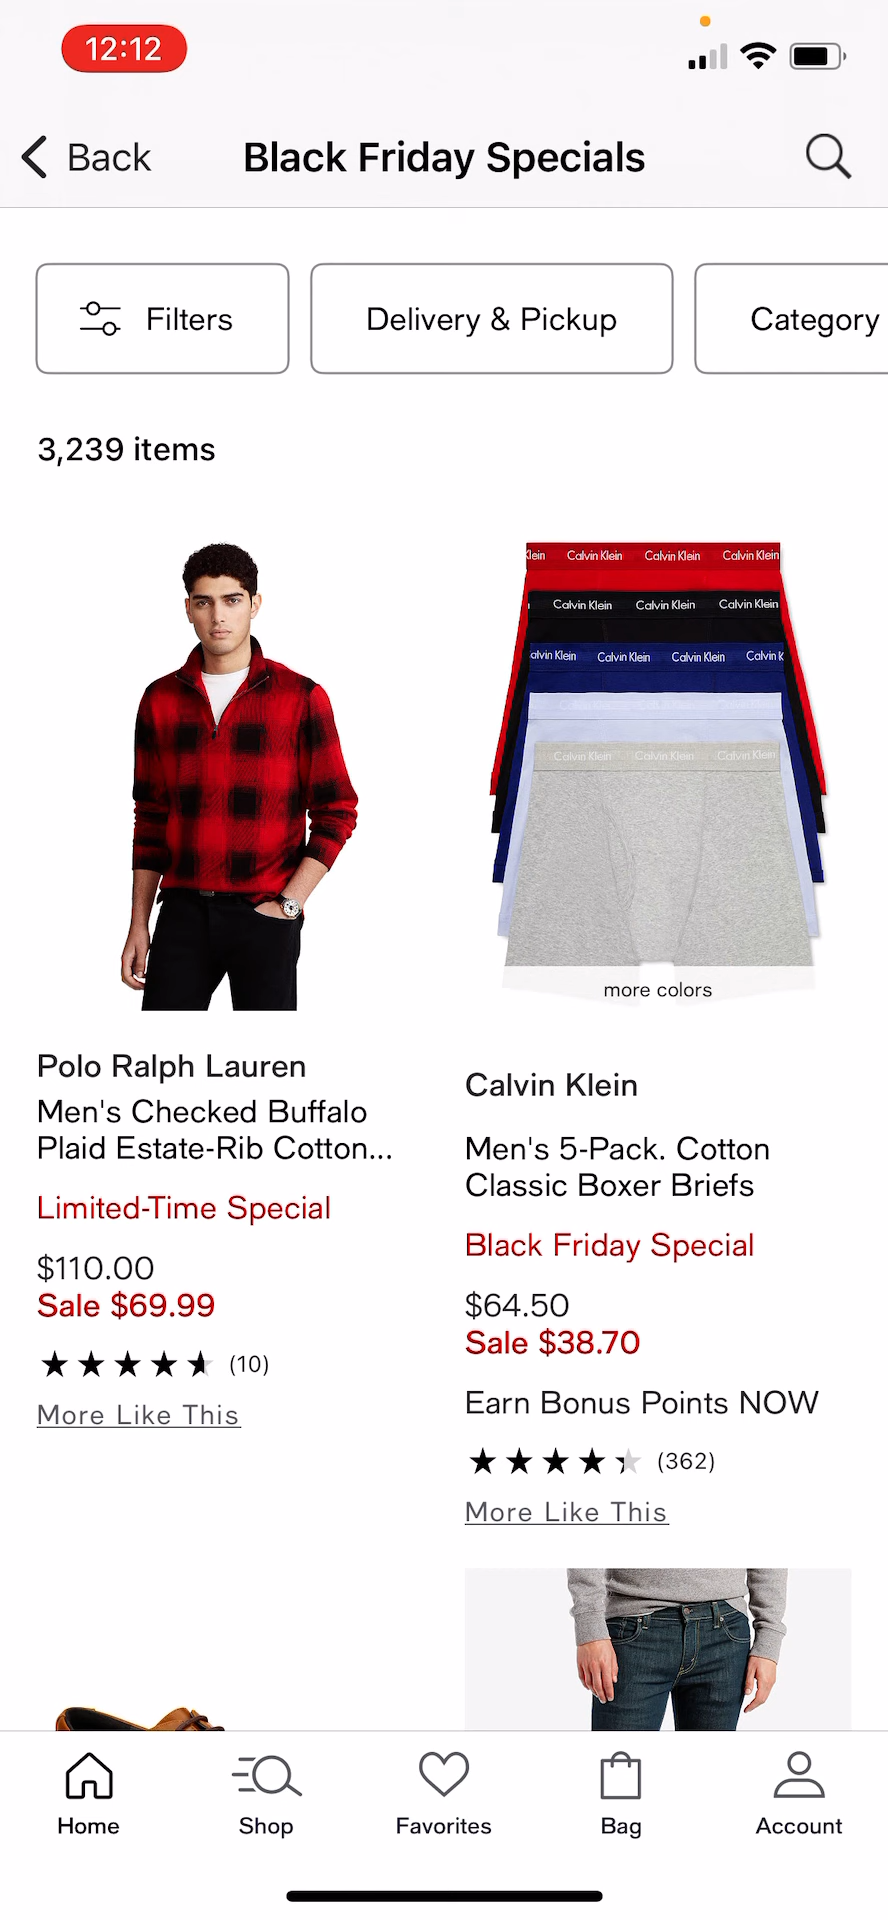 12:12
Back
Black Friday Specials
Filters
Delivery & Pickup
Category
3,239 items
Klein Calvin Klein Calvin Klein Calvin Klein
Calvin Klein Calvin Klein Calvin Klein
alvin Klein Calvin Klein Calvin Klein Calvin K
Calvin Klein Calvin Klein Calvin Klein
more colors
Polo Ralph Lauren
Men's Checked Buffalo
Plaid Estate-Rib Cotton...
Limited-Time Special
$110.00
Sale $69.99
(10)
More Like This
Calvin Klein
Men's 5-Pack. Cotton
Classic Boxer Briefs
Black Friday Special
$64.50
Sale $38.70
Earn Bonus Points NOW
(362)
More Like This
Home
Shop
Favorites
Bag
Account